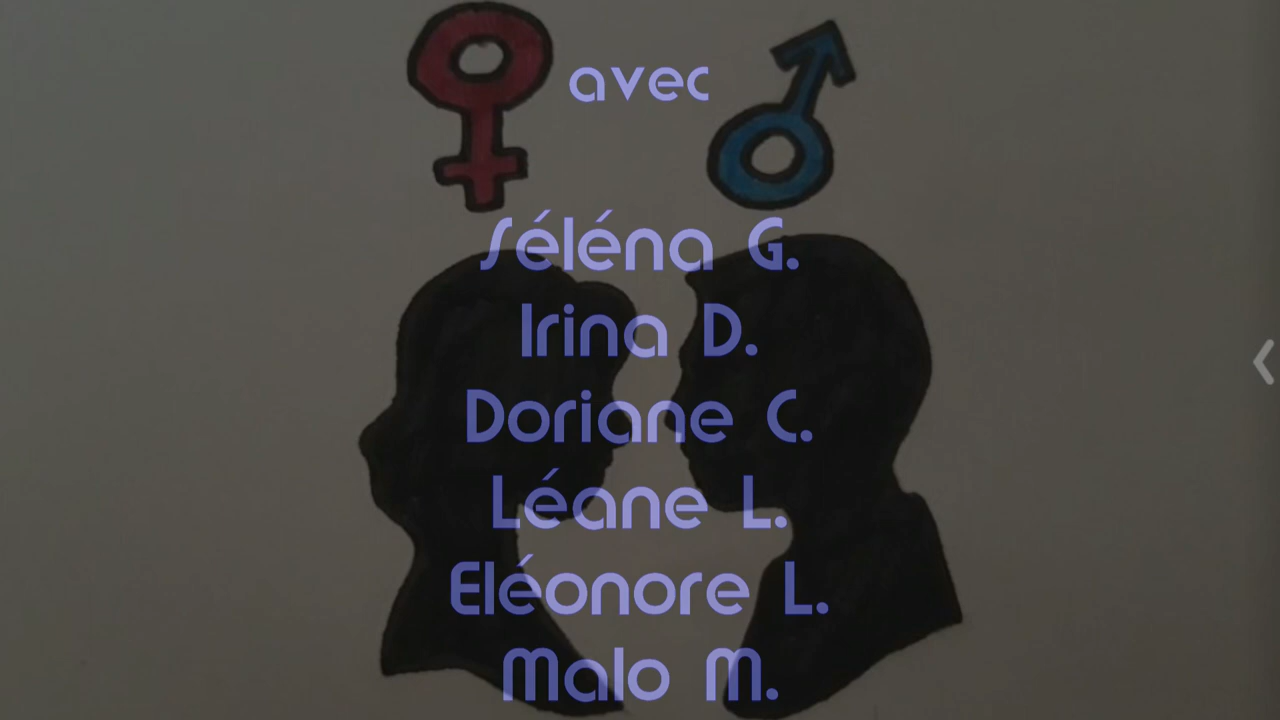 avec
Séléna G.
Irina D.
Doriane C.
Léane L.
Eléonore L.
Malo M.